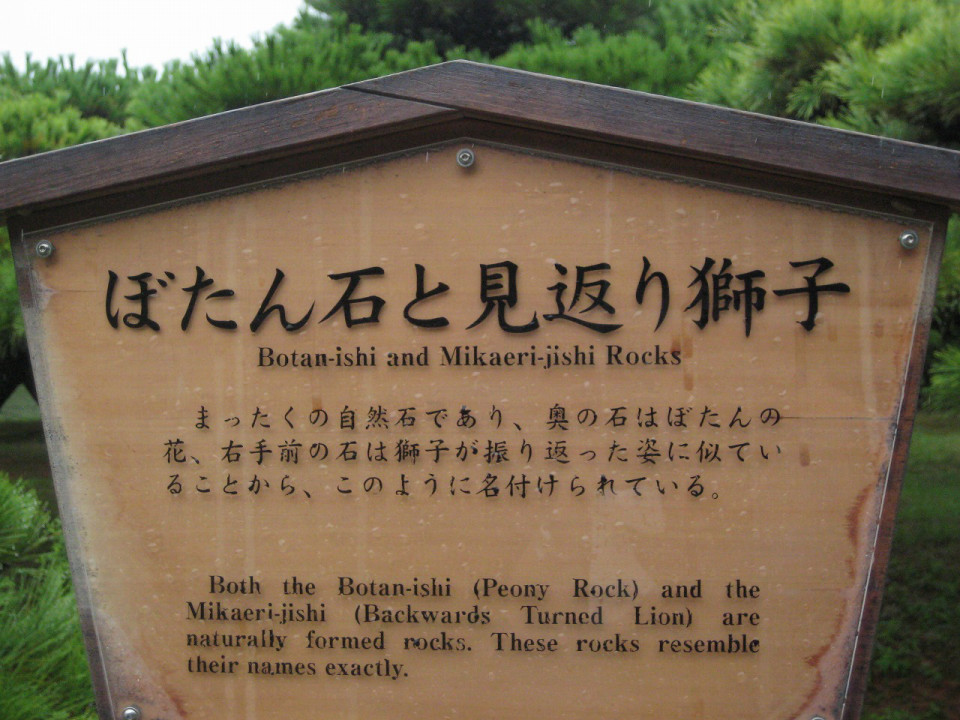 ぼたん石と見返り獅子
Botan-ishi and Mikaeri-jishi Rocks
まったくの自然石であり、奥の石はぼたんの
花、右手前の石は獅子が振り返った姿に似てい
ることから、このように名付けられている。
Both the Botan-ishi (Peony Rock) and the
Mikaeri-jishi (Backwards Turned Lion) are
naturally formed rocks. These rocks resemble
their names exactly.